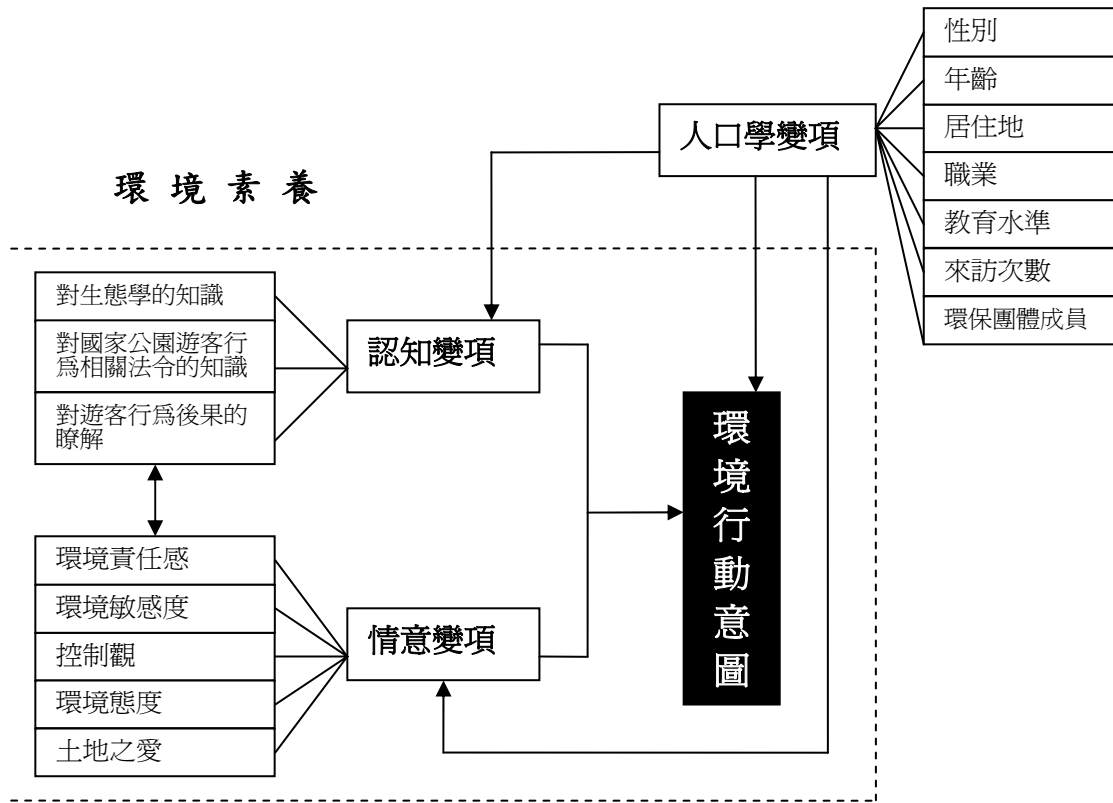 性別
年齡
居住地
職業
教育水準
來訪次數
環保團體成員
人口學變項
環境素養
對生態學的知識
對國家公園遊客行
為相關法令的知識
對遊客行為後果的
瞭解
認知變項
環境行動意圖
環境責任感
環境敏感度
控制觀
環境態度
土地之愛
情意變項